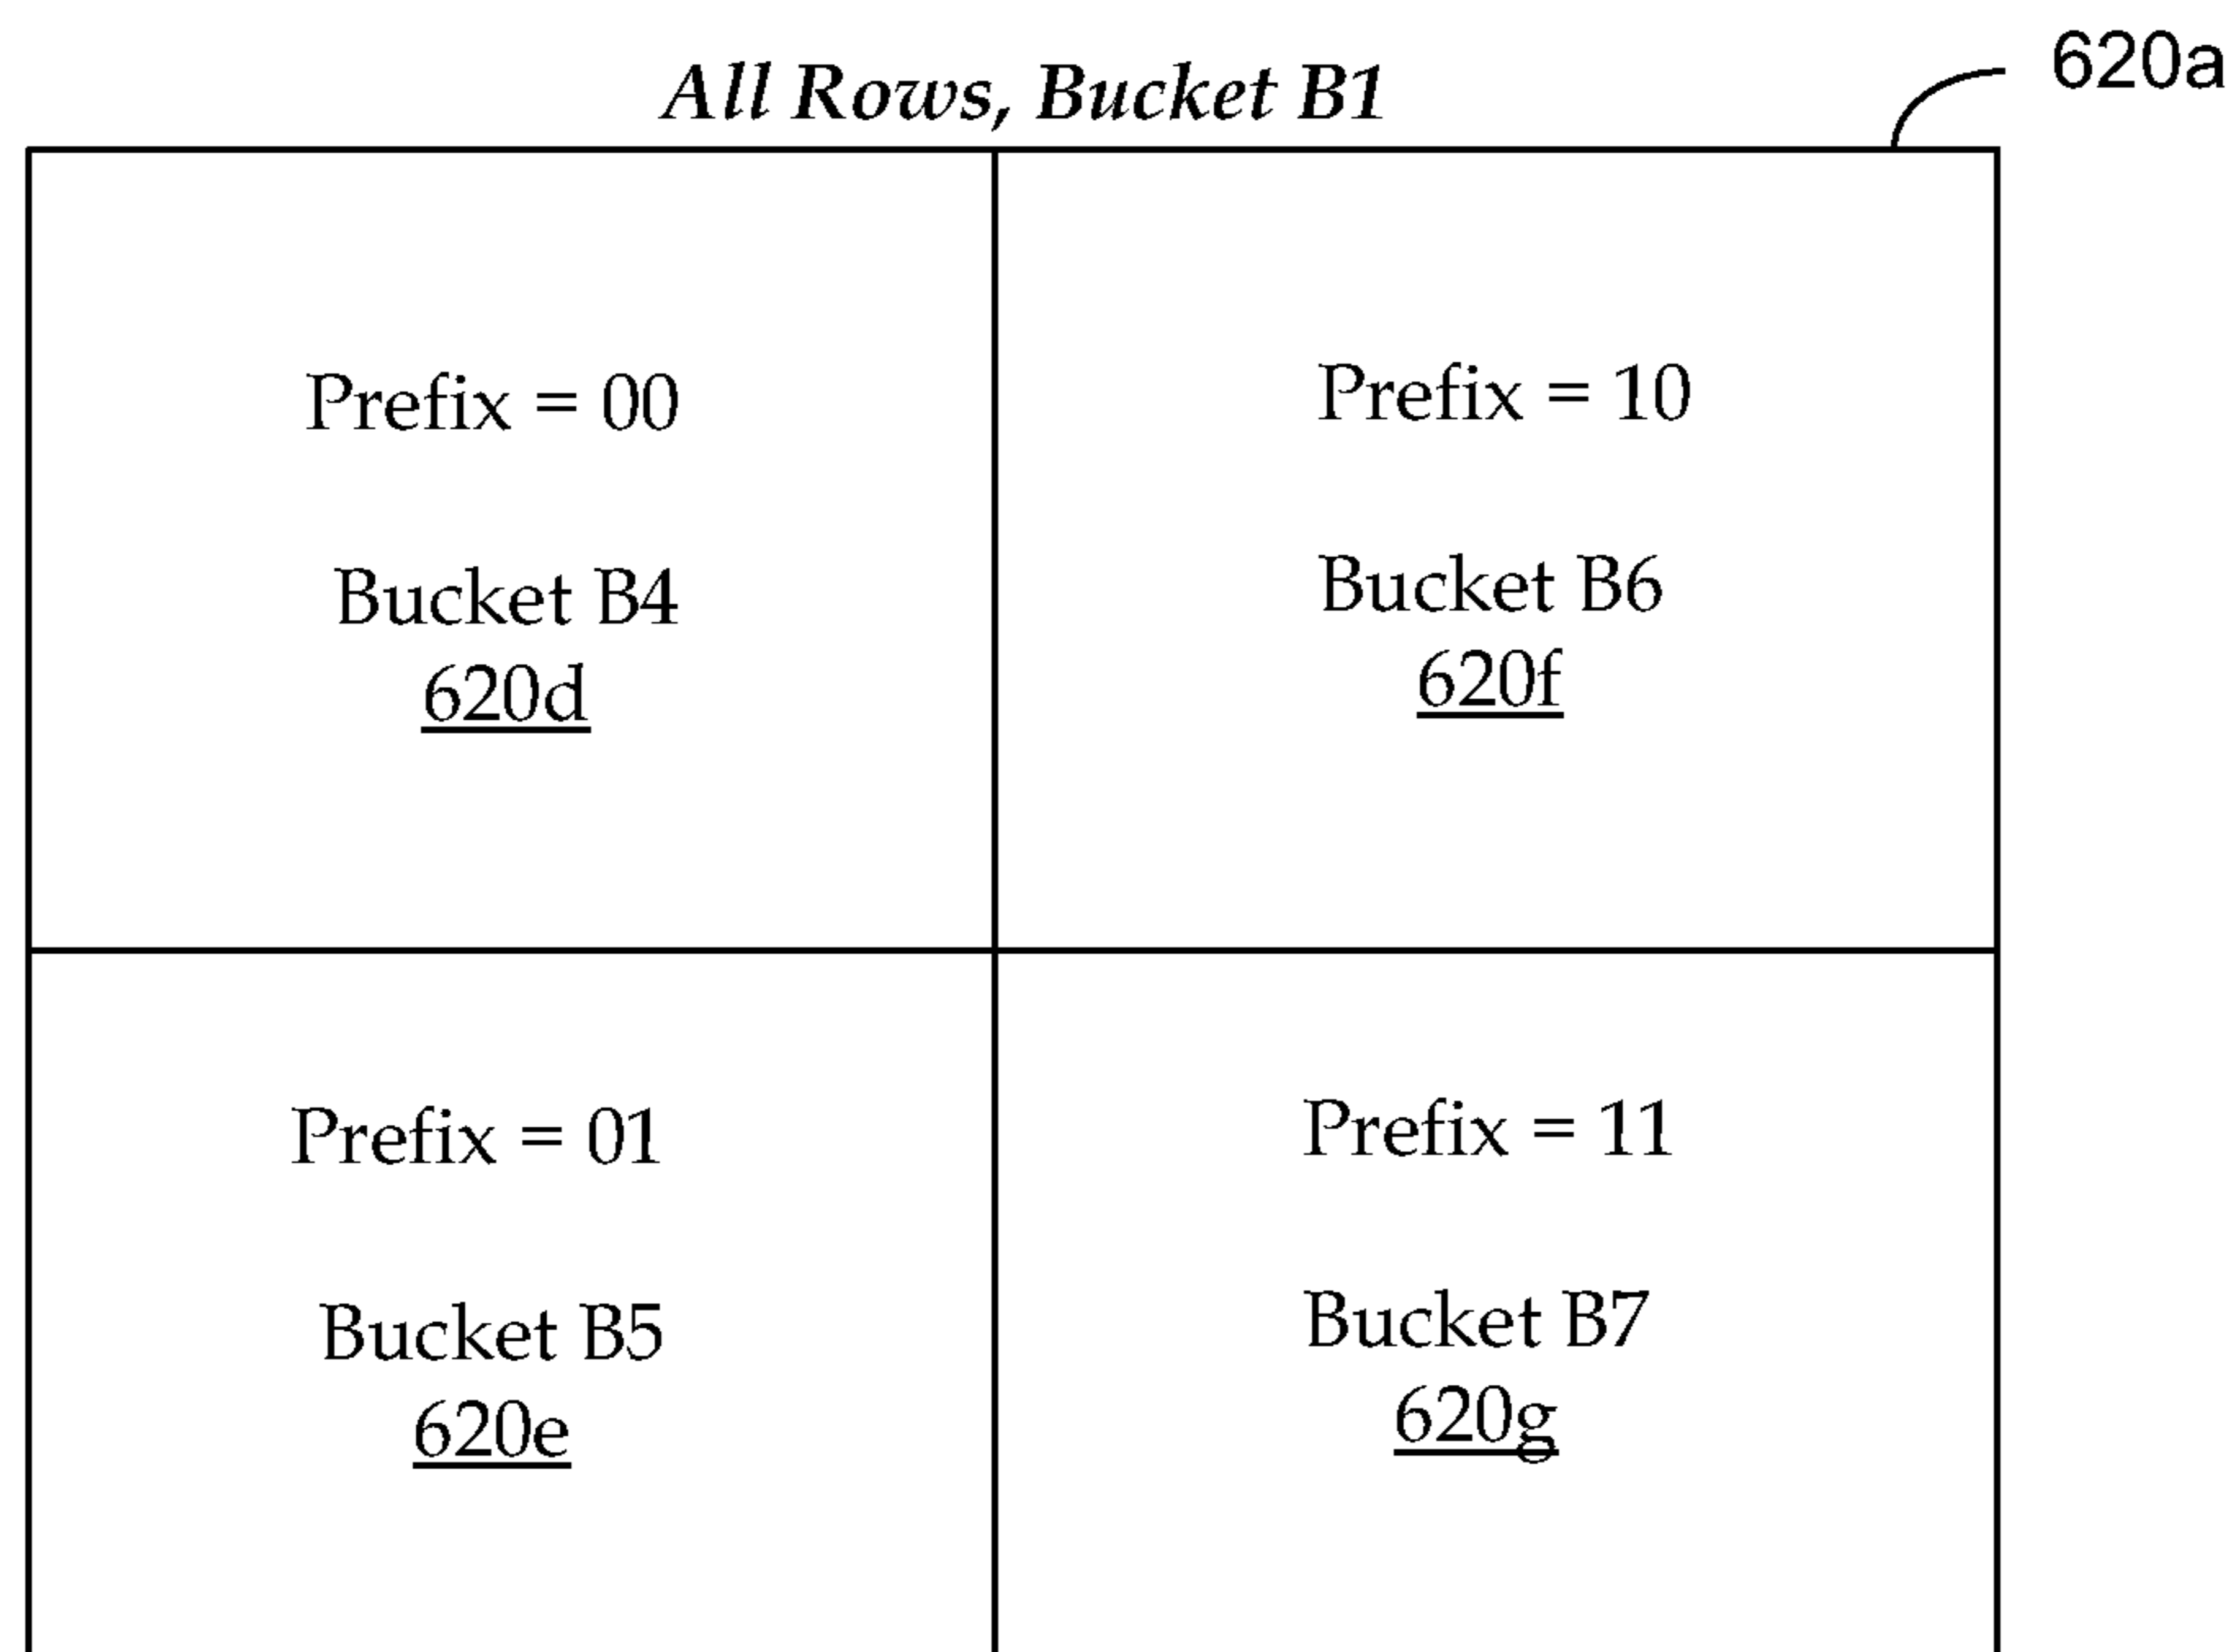 All Rows, Bucket B1
620a
Prefix = 00
Bucket B4
620d
Prefix = 10
Bucket B6
620f
Prefix = 01
Bucket B5
620e
Prefix = 11
Bucket B7
620g